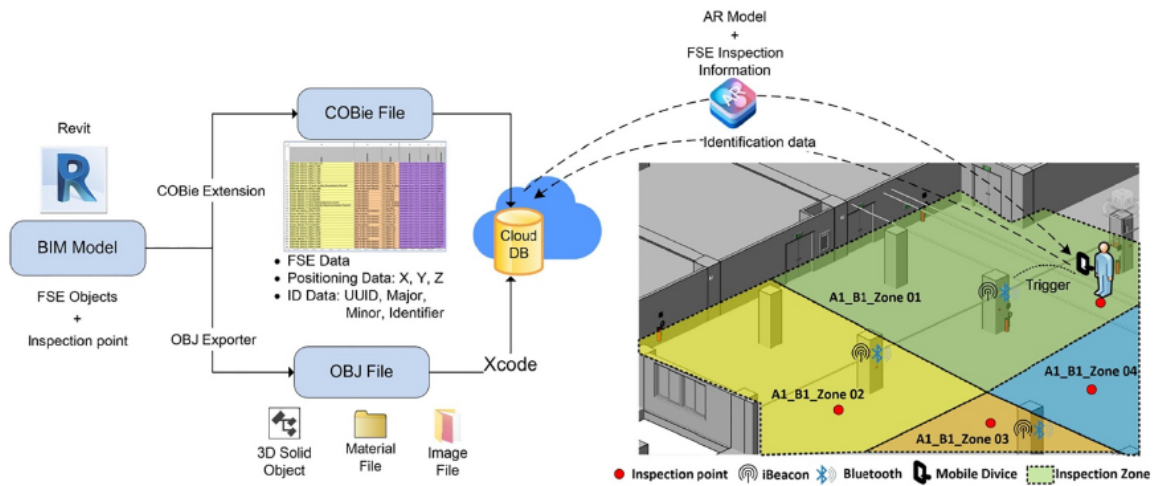 AR Model
+
FSE Inspection
Information
Identification data
Revit
R
BIM Model
FSE Objects
+
Inspection point
COBie Extension
OBJ Exporter
COBie File
• FSE Data
• Positioning Data: X, Y, Z
• ID Data: UUID, Major,
Minor, Identifier
OBJ File
Xcode
3D Solid
Object
Material
File
Image
File
Cloud
DB
AR
Trigger
A1_B1_Zone 01
A1_B1_Zone 02
A1_B1_Zone 04
A1_B1_Zone 03
Inspection point
iBeacon
Bluetooth
Mobile Divice
Inspection Zone